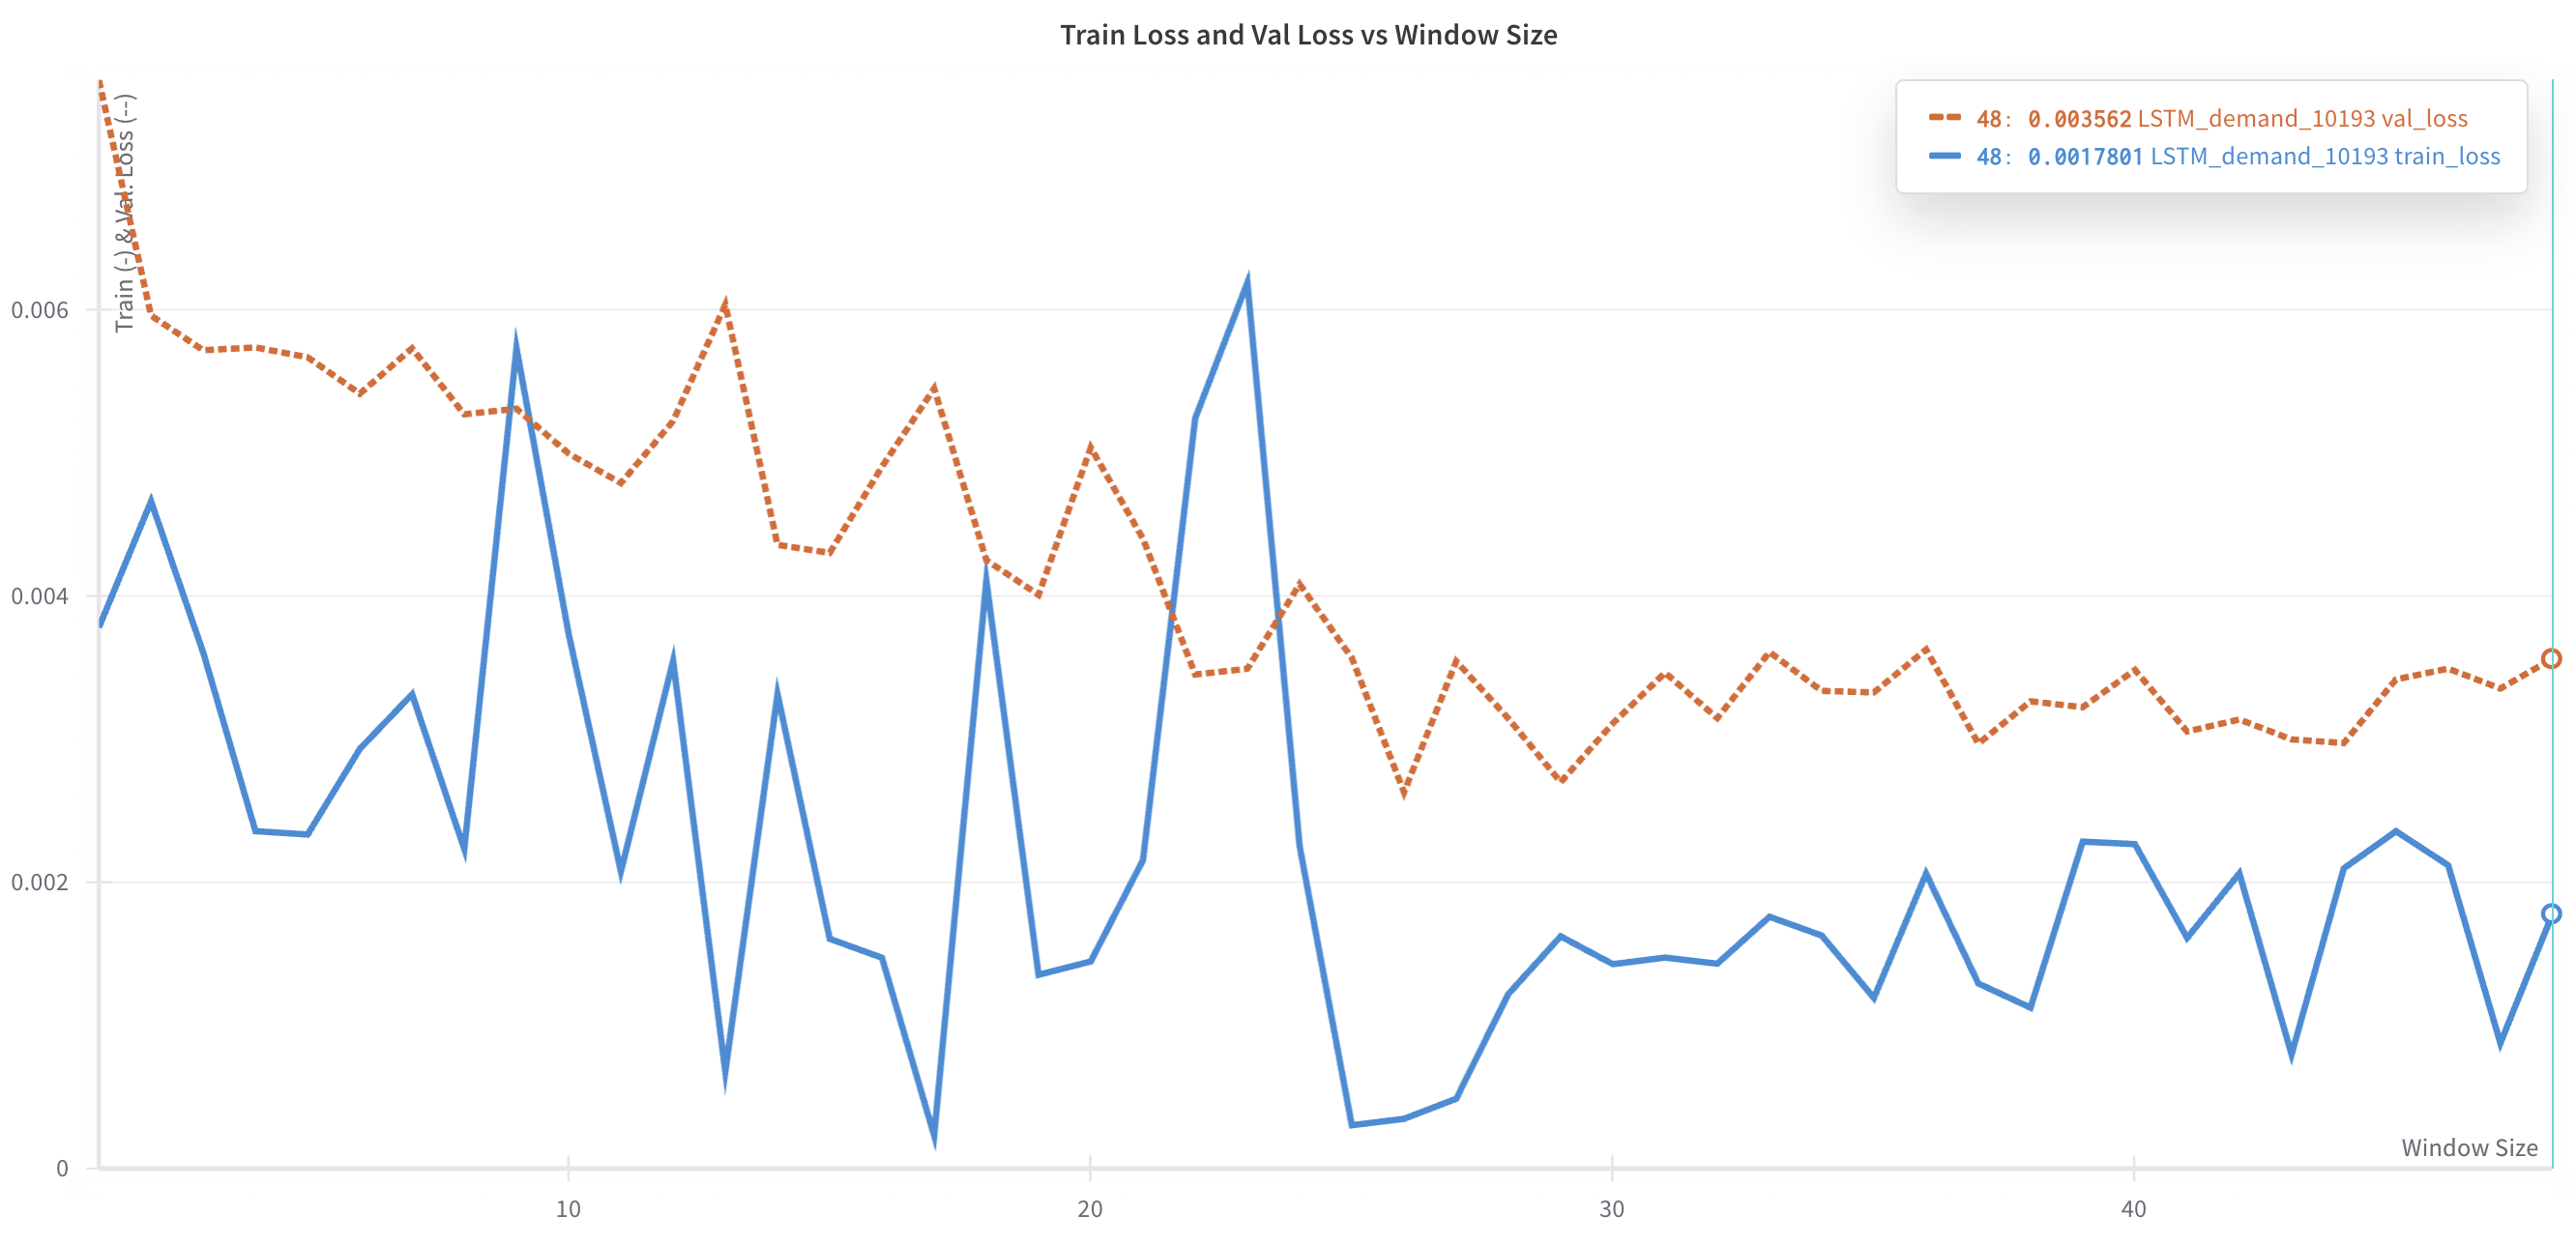 Train Loss and Val Loss vs Window Size
Train (-) & Val. Loss (--)
48: 0.003562 LSTM_demand_10193 val_loss
48: 0.0017801 LSTM_demand_10193 train_loss
0.006
0.004
0.002
0
Window Size
10 20 30 40